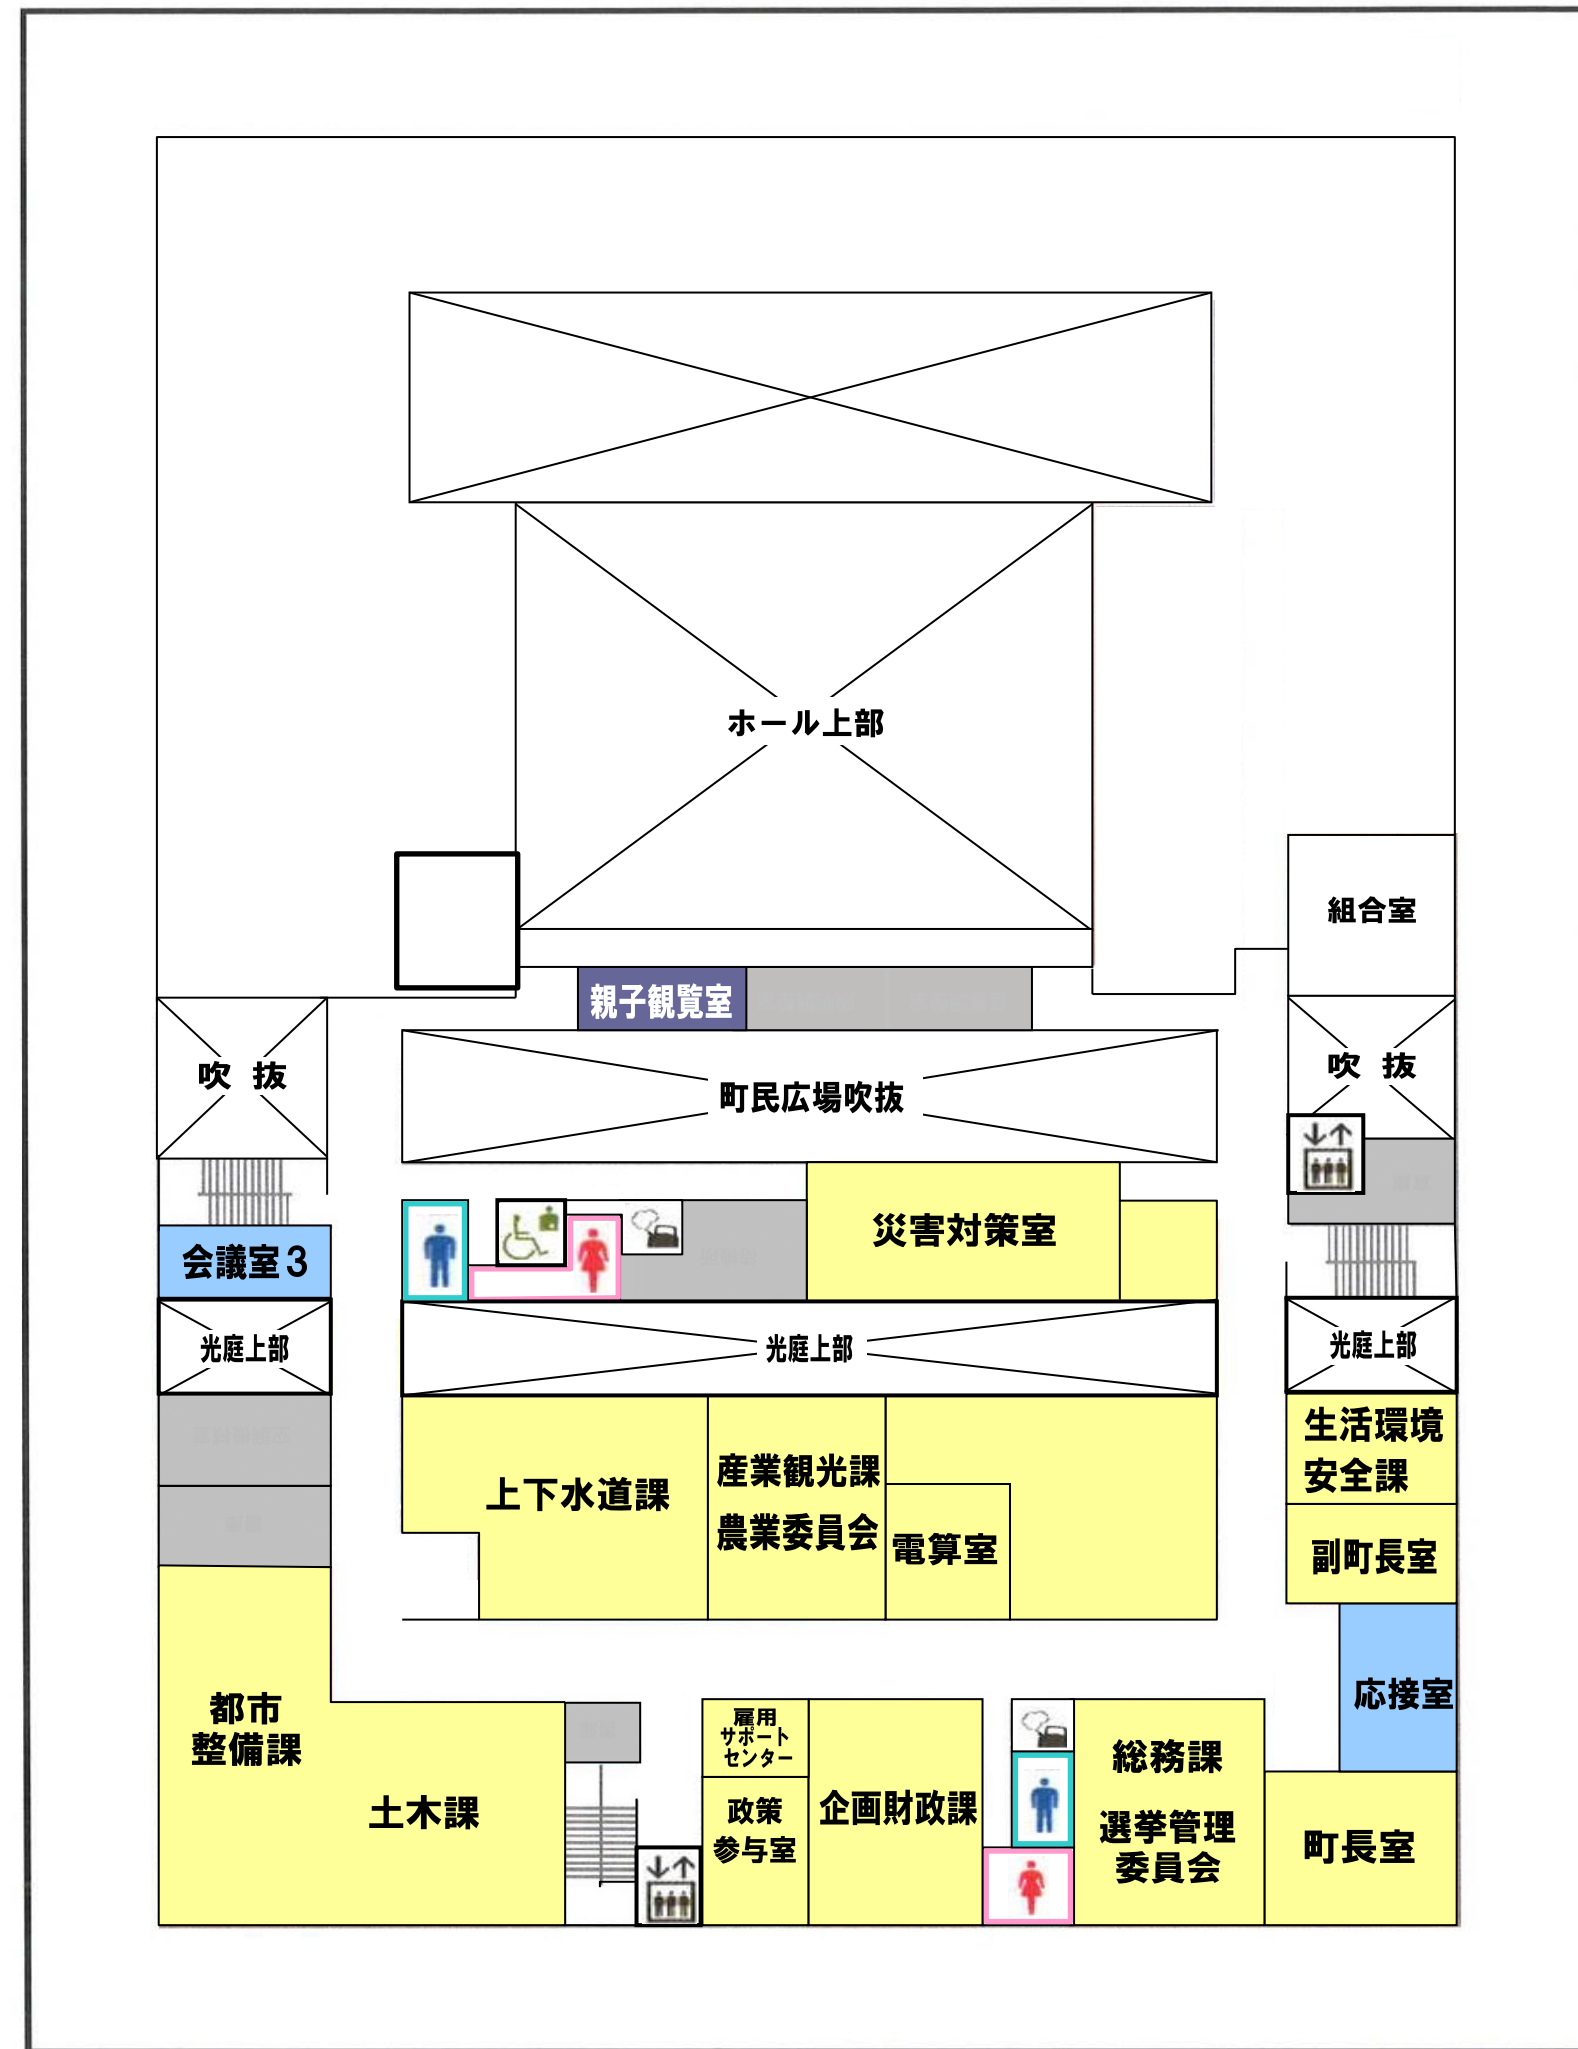 ホール上部
組合室
親子観覧室
吹 抜
吹 抜
町民広場吹抜
災害対策室
会議室3
光庭上部
光庭上部
光庭上部
生活環境
安全課
上下水道課
産業観光課
農業委員会
電算室
副町長室
応接室
都市
整備課
土木課
雇用
サポート
センター
政策
参与室
企画財政課
総務課
選挙管理
委員会
町長室